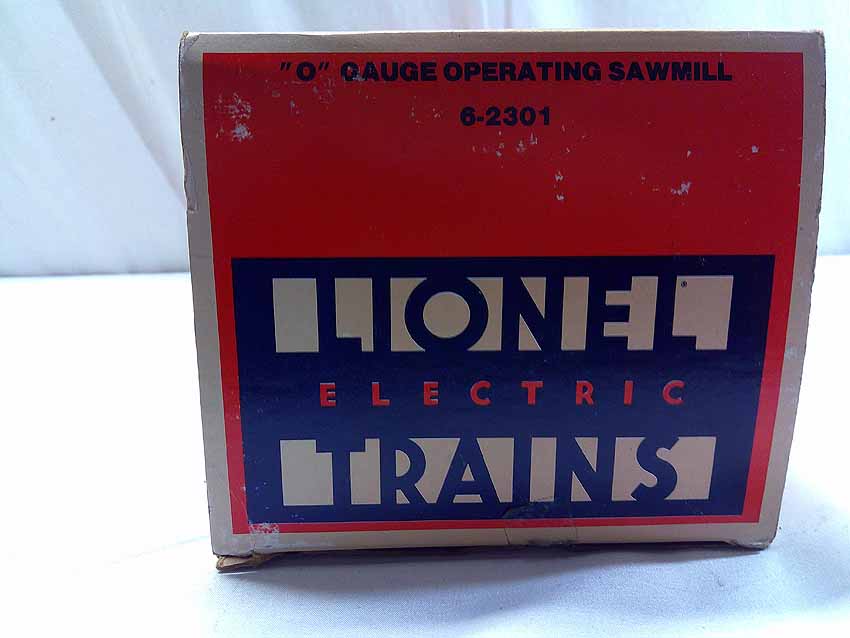 "O" GAUGE OPERATING SAWMILL
6-2301
LIONEL®
ELECTRIC
TRAINS